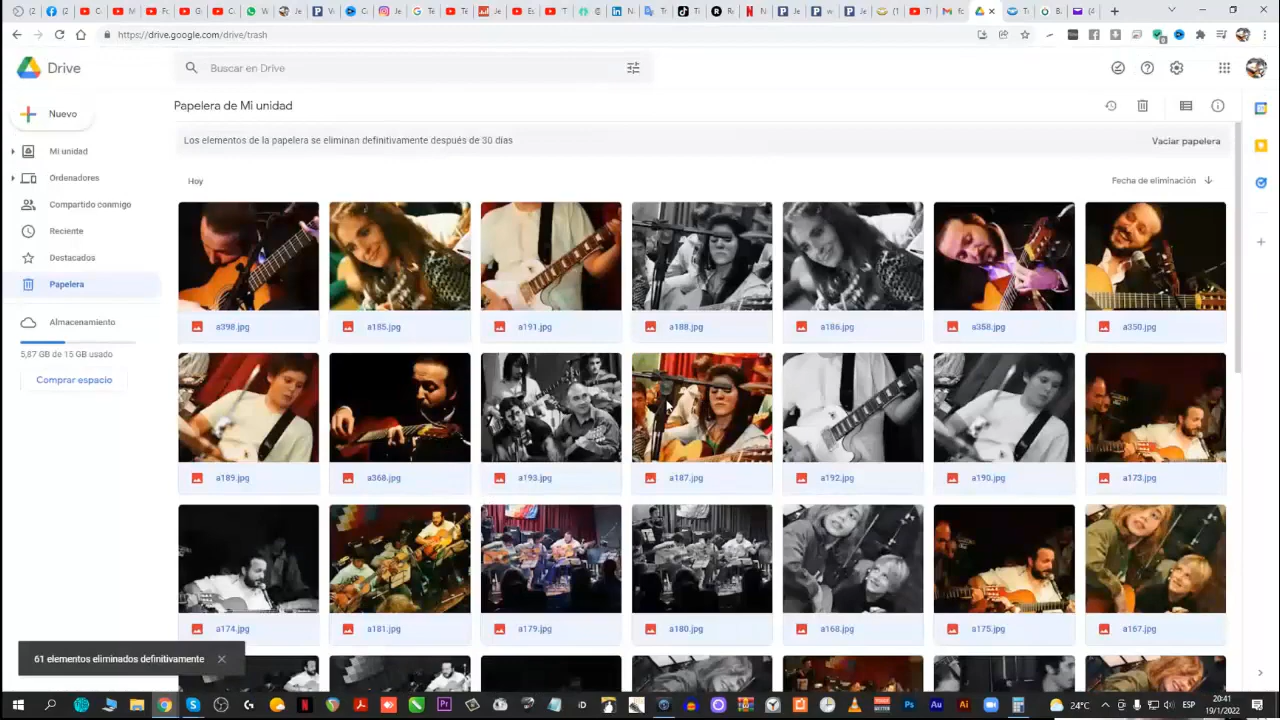 https://drive.google.com/drive/trash
Drive
Buscar en Drive
Nuevo
Papelera de Mi unidad
Los elementos de la papelera se eliminan definitivamente después de 30 días
Vaciar papelera
Mi unidad
Ordenadores
Compartido conmigo
Reciente
Destacados
Papelera
Almacenamiento
5,87 GB de 15 GB usado
Comprar espacio
Hoy
Fecha de eliminación
a398.jpg
a185.jpg
a191.jpg
a188.jpg
a186.jpg
a358.jpg
a350.jpg
a189.jpg
a368.jpg
a193.jpg
a187.jpg
a192.jpg
a190.jpg
a173.jpg
a174.jpg
a181.jpg
a179.jpg
a180.jpg
a168.jpg
a175.jpg
a167.jpg
61 elementos eliminados definitivamente
24°C
ESP
20:41
19/1/2022